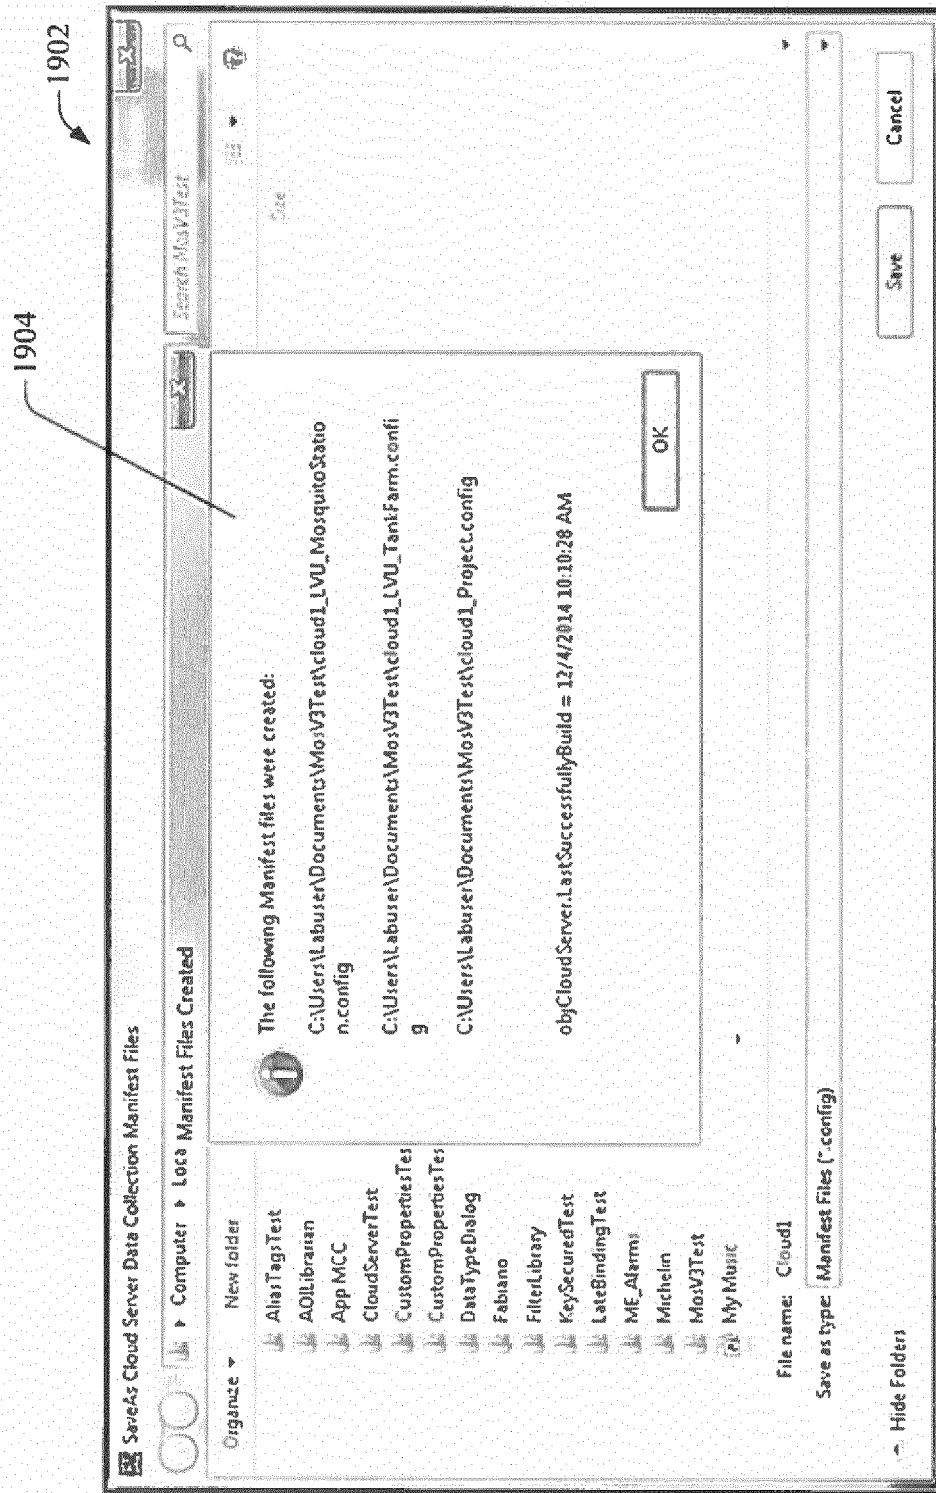 1902
1904
SaveAs Cloud Server Data Collection Manifest Files
Computer Loca Manifest Files Created
Search MosV3Test
Organize New folder
Size
AliasTagsTest
AOILibrarian
App MCC
CloudServerTest
CustomPropertiesTes
CustomPropertiesTes
DataTypeDialog
Fabiano
FilterLibrary
KeySecuredTest
LateBindingTest
ME_Alarms
Michelm
MosV3Test
My Music
The following Manifest files were created:
C:\Users\Labuser\Documents\MosV3Test\cloud1_LVU_MosquitoStatio
n.config
C:\Users\Labuser\Documents\MosV3Test\cloud1_LVU_TankFarm.confi
g
C:\Users\Labuser\Documents\MosV3Test\cloud1_Project.config
objCloudServer.LastSuccessfullyBuild = 12/4/2014 10:10:28 AM
OK
File name: Cloud1
Save as type: Manifest Files (*.config)
Hide Folders
Save
Cancel